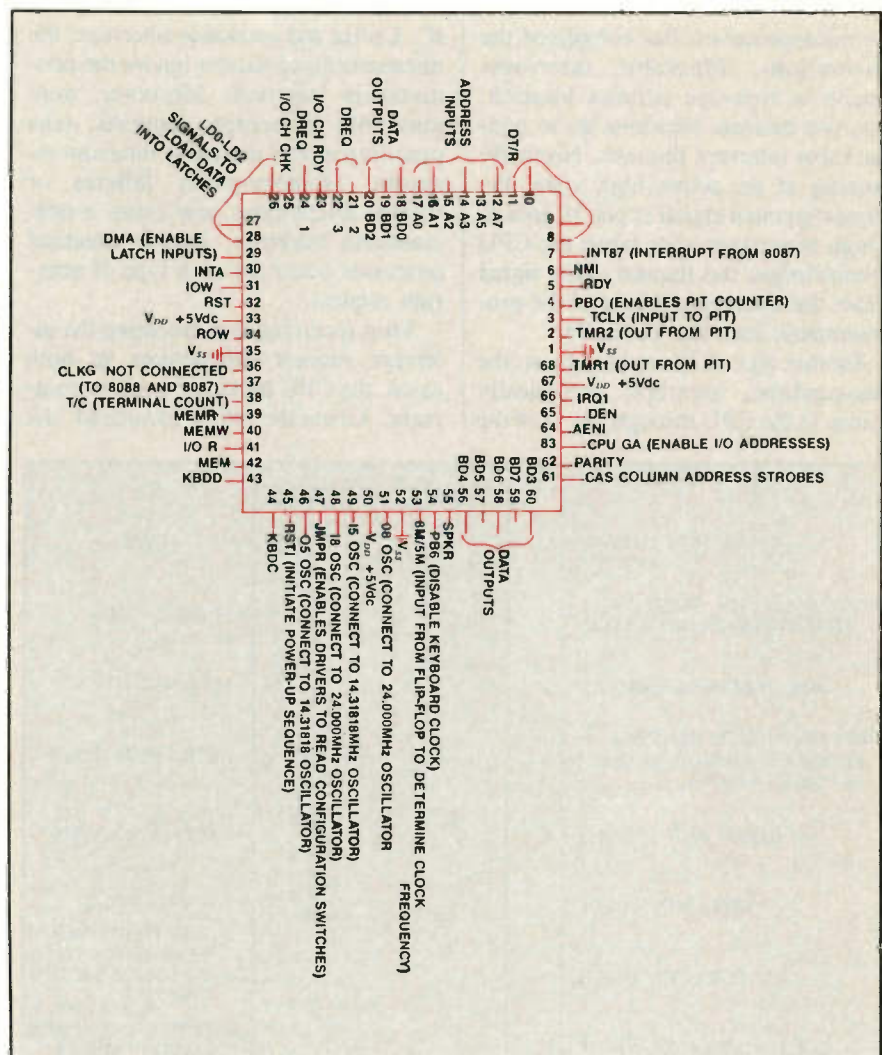 LD0-LD2
SIGNALS TO
LOAD DATA
INTO LATCHES
I/O CH CHK
DREQ
I/O CH RDY
DREQ
DATA
OUTPUTS
ADDRESS
INPUTS
DT/R
26
25
24 1
23
22 3
21 2
20 BD2
19 BD1
18 BD0
17 A0
16 A1
15 A2
14 A3
13 A5
12 A7
11
10
27
28
DMA (ENABLE
LATCH INPUTS) 29
INTA 30
IOW 31
RST 32
VDD +5Vdc 33
ROW 34
VSS 35
CLKG NOT CONNECTED 36
(TO 8088 AND 8087) 37
T/C (TERMINAL COUNT) 38
MEMR 39
MEMW 40
I/O R 41
MEM 42
KBDD 43
9
8
7 INT87 (INTERRUPT FROM 8087)
6 NMI
5 RDY
4 PBO (ENABLES PIT COUNTER)
3 TCLK (INPUT TO PIT)
2 TMR2 (OUT FROM PIT)
1 VSS
68 TMR1 (OUT FROM PIT)
67 VDD +5Vdc
66 IRQ1
65 DEN
64 AENI
83 CPU GA (ENABLE I/O ADDRESSES)
62 PARITY
61 CAS COLUMN ADDRESS STROBES
44 KBDC
45 RSTI (INITIATE POWER-UP SEQUENCE)
46 O5 OSC (CONNECT TO 14.31818 OSCILLATOR)
47 JMPR (ENABLES DRIVERS TO READ CONFIGURATION SWITCHES)
48 I8 OSC (CONNECT TO 24.000MHz OSCILLATOR)
49 I5 OSC (CONNECT TO 14.31818MHz OSCILLATOR)
50 VDD +5Vdc
51 O8 OSC (CONNECT TO 24.000MHz OSCILLATOR
52 VSS
53 8M/5M (INPUT FROM FLIP-FLOP TO DETERMINE CLOCK
FREQUENCY)
54 PB6 (DISABLE KEYBOARD CLOCK)
55 SPKR
56 BD4
57 BD5
58 BD6
59 BD7
60 BD3
DATA
OUTPUTS